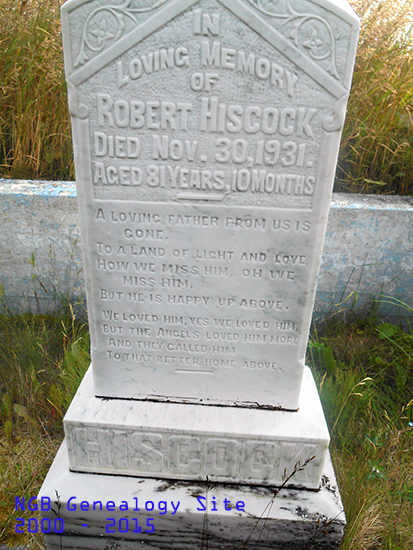 IN
LOVING MEMORY
OF
ROBERT HISCOCK
DIED NOV. 30, 1931.
AGED 81 YEARS, 10 MONTHS
A LOVING FATHER FROM US IS
GONE.
TO A LAND OF LIGHT AND LOVE
HOW WE MISS HIM, OH WE
MISS HIM,
BUT HE IS HAPPY UP ABOVE.
WE LOVED HIM, YES WE LOVED HIM,
BUT THE ANGELS LOVED HIM MORE
AND THEY CALLED HIM
TO THAT BETTER HOME ABOVE.
HISCOCK
NGB Genealogy Site
2000 - 2015